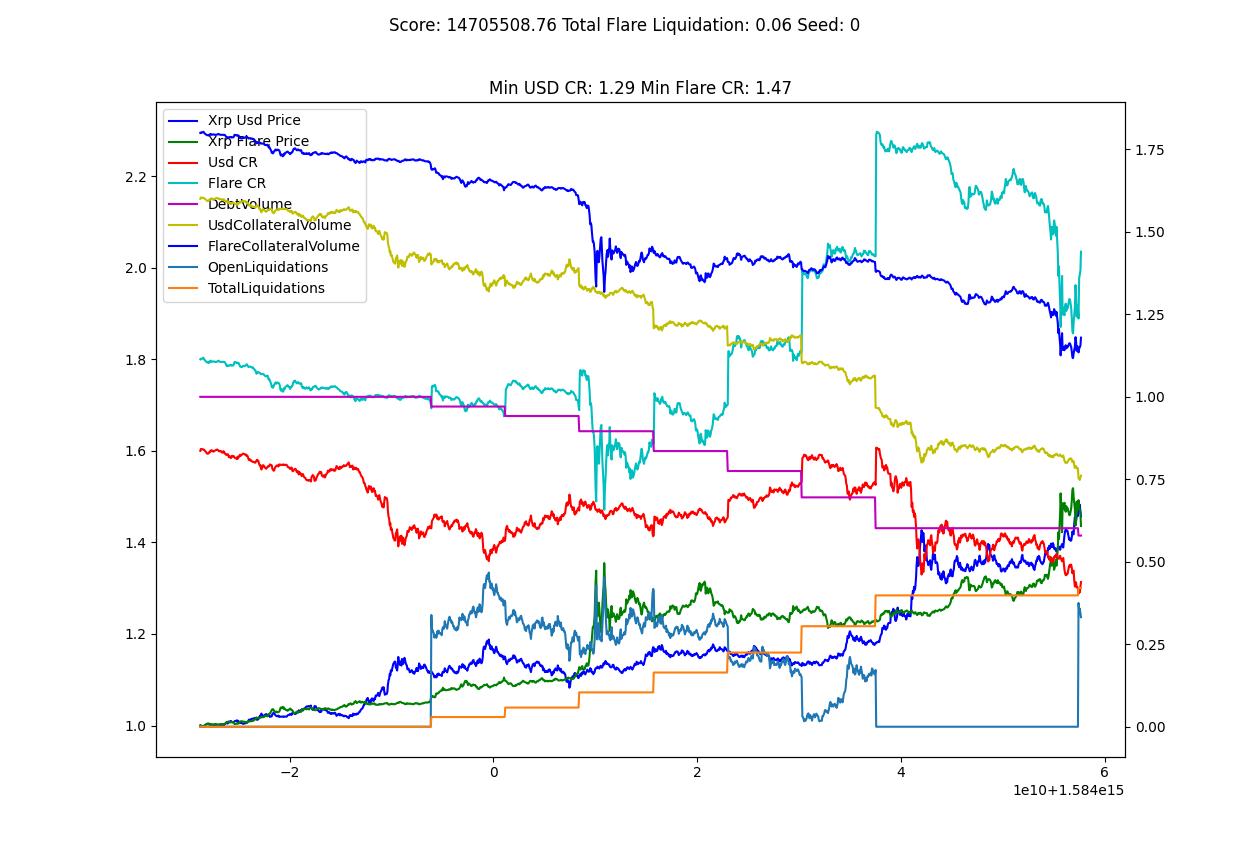 Score: 14705508.76 Total Flare Liquidation: 0.06 Seed: 0
Min USD CR: 1.29 Min Flare CR: 1.47
Xrp Usd Price
Xrp Flare Price
Usd CR
Flare CR
DebtVolume
UsdCollateralVolume
FlareCollateralVolume
OpenLiquidations
TotalLiquidations
2.2
2.0
1.8
1.6
1.4
1.2
1.0
1.75
1.50
1.25
1.00
0.75
0.50
0.25
0.00
−2 0 2 4 6
1e10+1.584e15